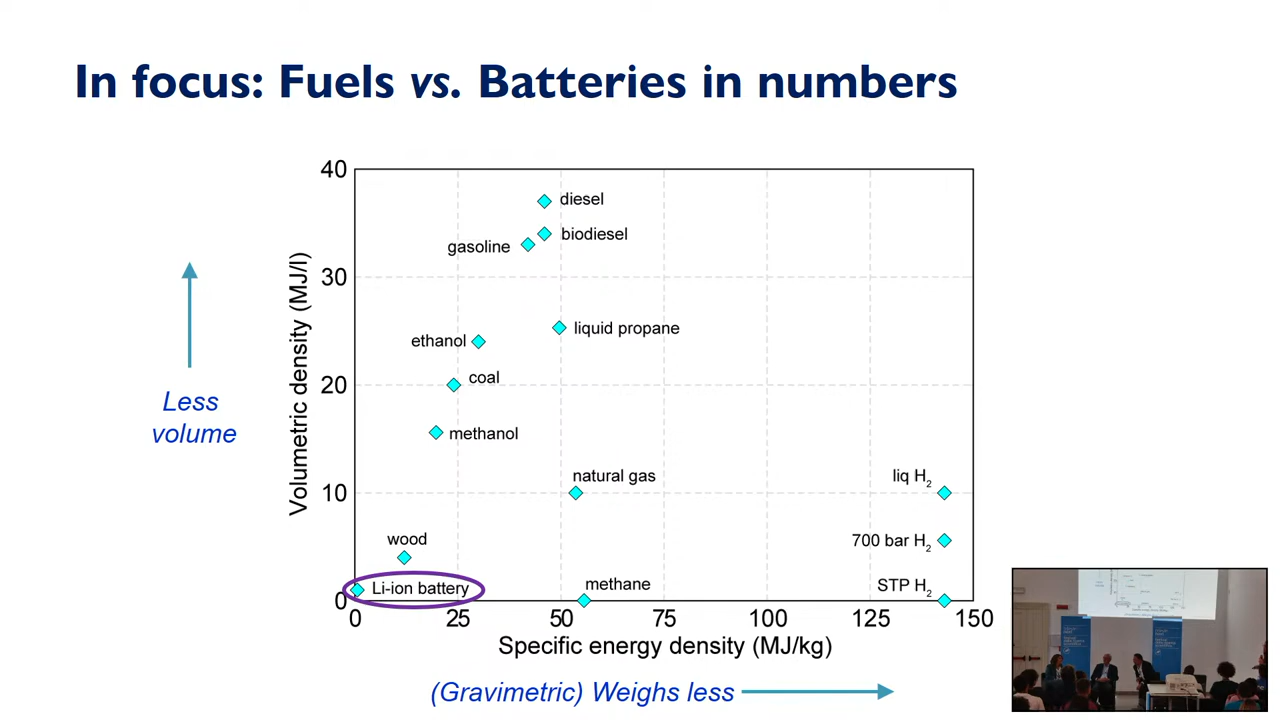 In focus: Fuels vs. Batteries in numbers
Less
volume
Volumetric density (MJ/l)
40
30
20
10
0
diesel
biodiesel
gasoline
liquid propane
ethanol
coal
methanol
natural gas
liq H2
wood
700 bar H2
Li-ion battery
methane
STP H2
0
25
50
75
100
125
150
Specific energy density (MJ/kg)
(Gravimetric) Weighs less